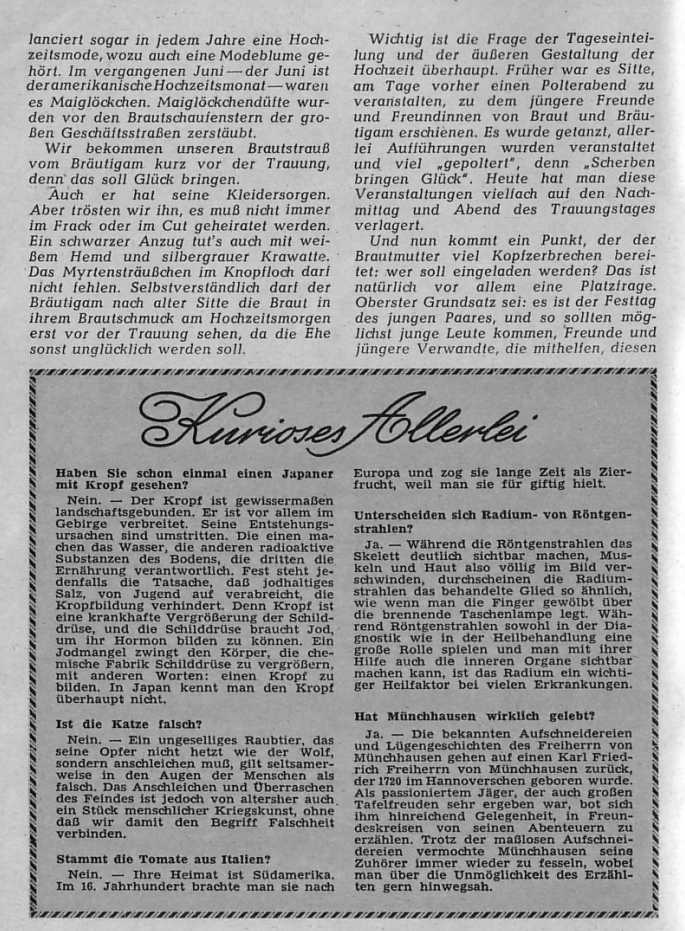 lanciert sogar in jedem Jahre eine Hoch-
zeitsmode, wozu auch eine Modeblume ge-
hört. Im vergangenen Juni — der Juni ist
der amerikanische Hochzeitsmonat — waren
es Maiglöckchen. Maiglöckchendüfte wur-
den vor den Brautschaufenstern der gro-
ßen Geschäftsstraßen zerstäubt.
Wir bekommen unseren Brautstrauß
vom Bräutigam kurz vor der Trauung,
denn das soll Glück bringen.
Auch er hat seine Kleidersorgen.
Aber trösten wir ihn, es muß nicht immer
im Frack oder im Cut geheiratet werden.
Ein schwarzer Anzug tut's auch mit wei-
ßem Hemd und silbergrauer Krawatte.
Das Myrtensträußchen im Knopfloch darf
nicht fehlen. Selbstverständlich darf der
Bräutigam nach alter Sitte die Braut in
ihrem Brautschmuck am Hochzeitsmorgen
erst vor der Trauung sehen, da die Ehe
sonst unglücklich werden soll.
Wichtig ist die Frage der Tageseintei-
lung und der äußeren Gestaltung der
Hochzeit überhaupt. Früher war es Sitte,
am Tage vorher einen Polterabend zu
veranstalten, zu dem jüngere Freunde
und Freundinnen von Braut und Bräu-
tigam erschienen. Es wurde getanzt, aller-
lei Aufführungen wurden veranstaltet
und viel „gepoltert", denn „Scherben
bringen Glück". Heute hat man diese
Veranstaltungen vielfach auf den Nach-
mittag und Abend des Trauungstages
verlagert.
Und nun kommt ein Punkt, der der
Brautmutter viel Kopfzerbrechen berei-
tet: wer soll eingeladen werden? Das ist
natürlich vor allem eine Platzfrage.
Oberster Grundsatz sei: es ist der Festtag
des jungen Paares, und so sollten mög-
lichst junge Leute kommen, Freunde und
jüngere Verwandte, die mithelfen, diesen
Kurioses Allerlei
Haben Sie schon einmal einen Japaner
mit Kropf gesehen?
Nein. — Der Kropf ist gewissermaßen
landschaftsgebunden. Er ist vor allem im
Gebirge verbreitet. Seine Entstehungs-
ursachen sind umstritten. Die einen ma-
chen das Wasser, die anderen radioaktive
Substanzen des Bodens, die dritten die
Ernährung verantwortlich. Fest steht je-
denfalls die Tatsache, daß jodhaltiges
Salz, von Jugend auf verabreicht, die
Kropfbildung verhindert. Denn Kropf ist
eine krankhafte Vergrößerung der Schild-
drüse, und die Schilddrüse braucht Jod,
um ihr Hormon bilden zu können. Ein
Jodmangel zwingt den Körper, die che-
mische Fabrik Schilddrüse zu vergrößern,
mit anderen Worten: einen Kropf zu
bilden. In Japan kennt man den Kropf
überhaupt nicht.
Ist die Katze falsch?
Nein. — Ein ungeselliges Raubtier, das
seine Opfer nicht hetzt wie der Wolf,
sondern anschleichen muß, gilt seltsamer-
weise in den Augen der Menschen als
falsch. Das Anschleichen und Überraschen
des Feindes ist jedoch von altersher auch
ein Stück menschlicher Kriegskunst, ohne
daß wir damit den Begriff Falschheit
verbinden.
Stammt die Tomate aus Italien?
Nein. — Ihre Heimat ist Südamerika.
Im 16. Jahrhundert brachte man sie nach
Europa und zog sie lange Zeit als Zier-
frucht, weil man sie für giftig hielt.
Unterscheiden sich Radium- von Röntgen-
strahlen?
Ja. — Während die Röntgenstrahlen das
Skelett deutlich sichtbar machen, Mus-
keln und Haut also völlig im Bild ver-
schwinden, durchscheinen die Radium-
strahlen das behandelte Glied so ähnlich,
wie wenn man die Finger gewölbt über
die brennende Taschenlampe legt. Wäh-
rend Röntgenstrahlen sowohl in der Dia-
gnostik wie in der Heilbehandlung eine
große Rolle spielen und man mit ihrer
Hilfe auch die inneren Organe sichtbar
machen kann, ist das Radium ein wichti-
ger Heilfaktor bei vielen Erkrankungen.
Hat Münchhausen wirklich gelebt?
Ja. — Die bekannten Aufschneidereien
und Lügengeschichten des Freiherrn von
Münchhausen gehen auf einen Karl Fried-
rich Freiherrn von Münchhausen zurück,
der 1720 im Hannoverschen geboren wurde.
Als passioniertem Jäger, der auch großen
Tafelfreuden sehr ergeben war, bot sich
ihm hinreichend Gelegenheit, in Freun-
deskreisen von seinen Abenteuern zu
erzählen. Trotz der maßlosen Aufschnei-
dereien vermochte Münchhausen seine
Zuhörer immer wieder zu fesseln, wobei
man über die Unmöglichkeit des Erzähl-
ten gern hinwegsah.